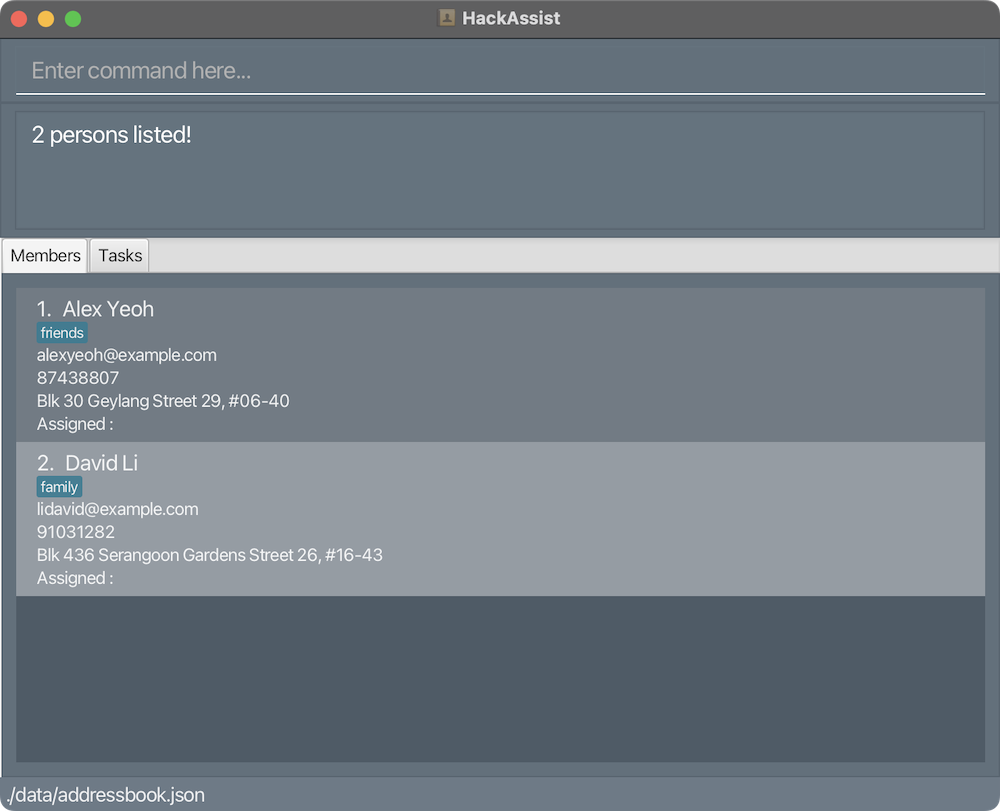 HackAssist
Enter command here...
2 persons listed!
Members Tasks
1. Alex Yeoh
friends
alexyeoh@example.com
87438807
Blk 30 Geylang Street 29, #06-40
Assigned :
2. David Li
family
lidavid@example.com
91031282
Blk 436 Serangoon Gardens Street 26, #16-43
Assigned :
./data/addressbook.json